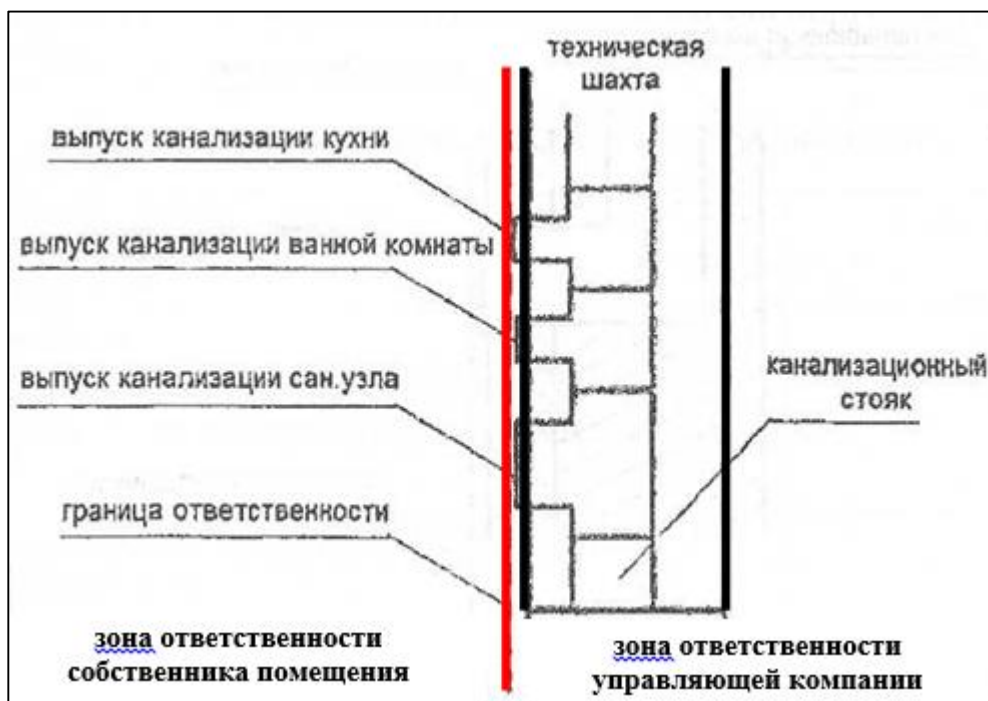 техническая
шахта
выпуск канализации кухни
выпуск канализации ванной комнаты
выпуск канализации сан.узла
канализационный
стояк
граница ответственности
зона ответственности
собственника помещения
зона ответственности
управляющей компании